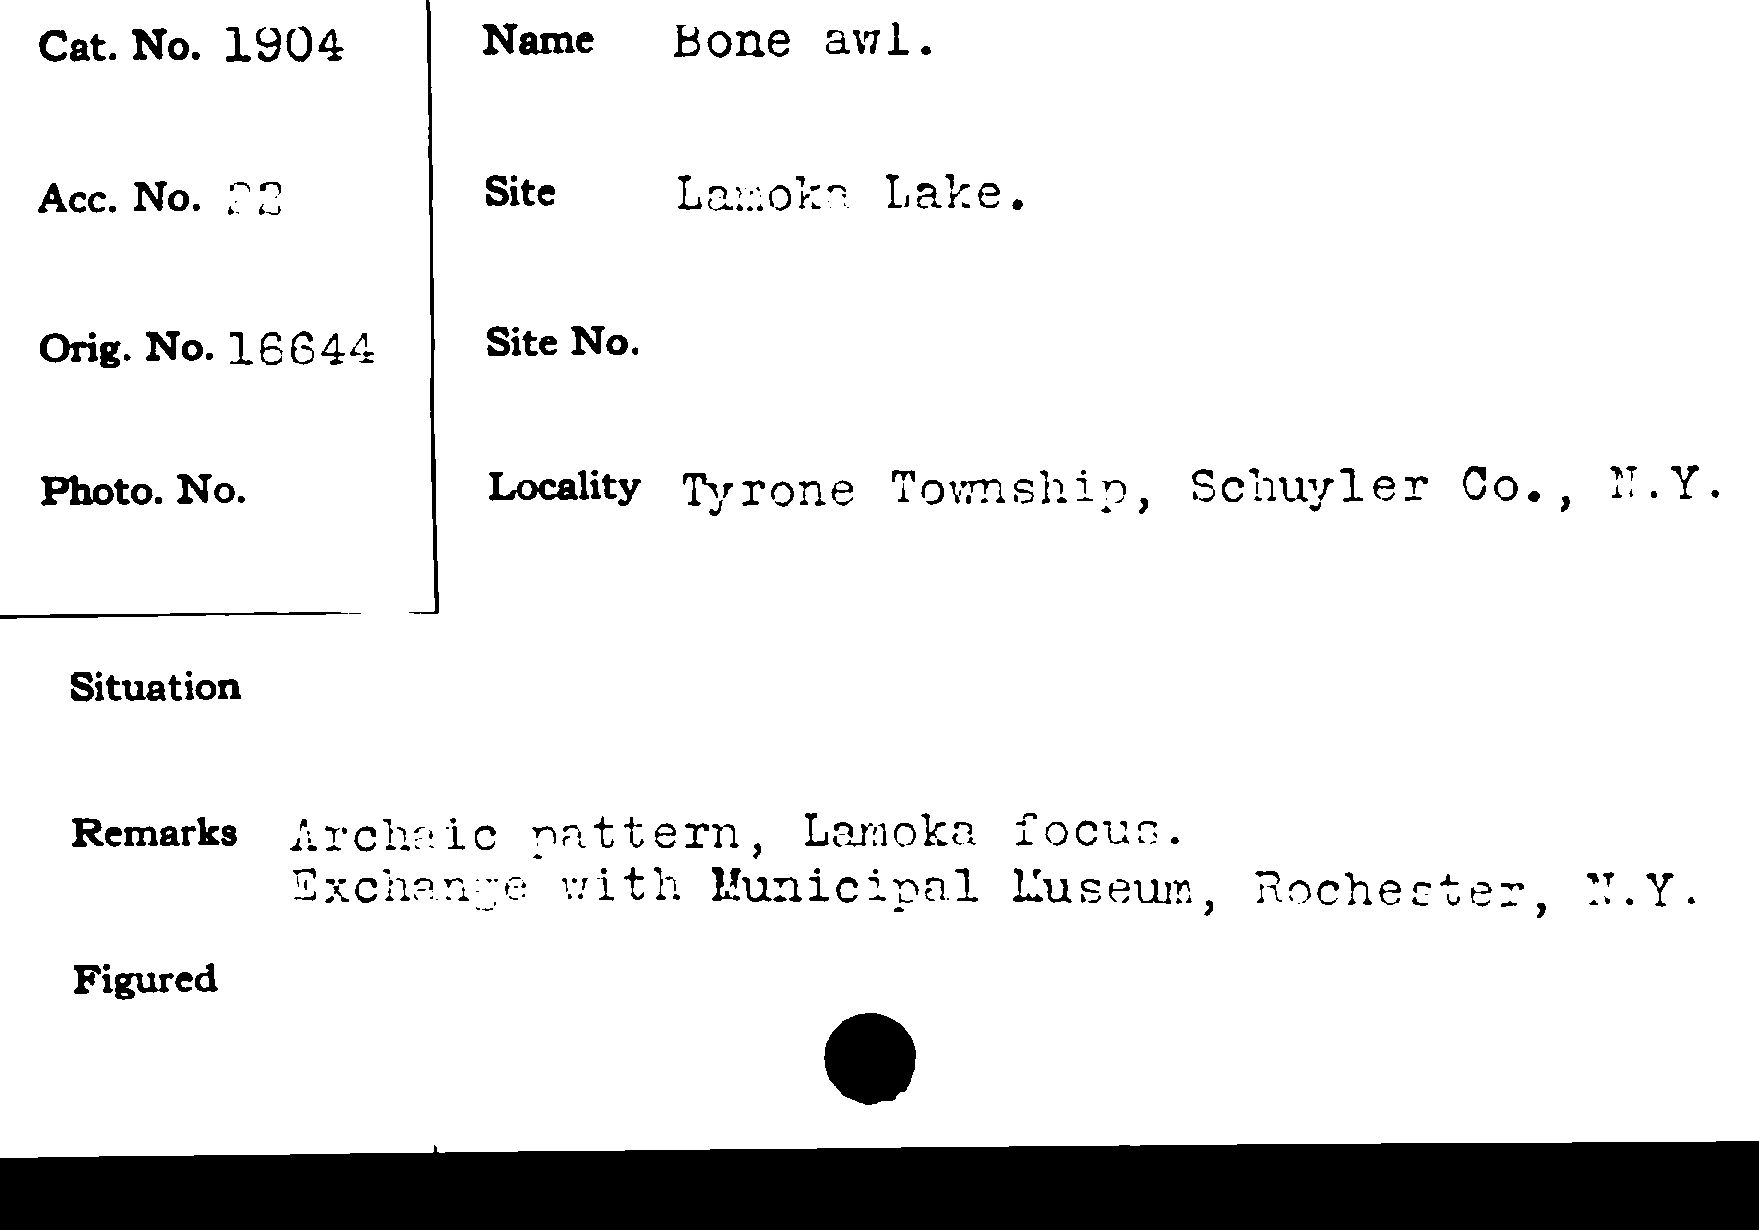 Cat. No. 1904
Name Bone awl.
Acc. No. 22
Site Lamoka Lake.
Orig. No. 16644
Site No.
Photo. No.
Locality Tyrone Township, Schuyler Co., N.Y.
Situation
Remarks Archaic pattern, Lamoka focus.
Exchange with Municipal Museum, Rochester, N.Y.
Figured